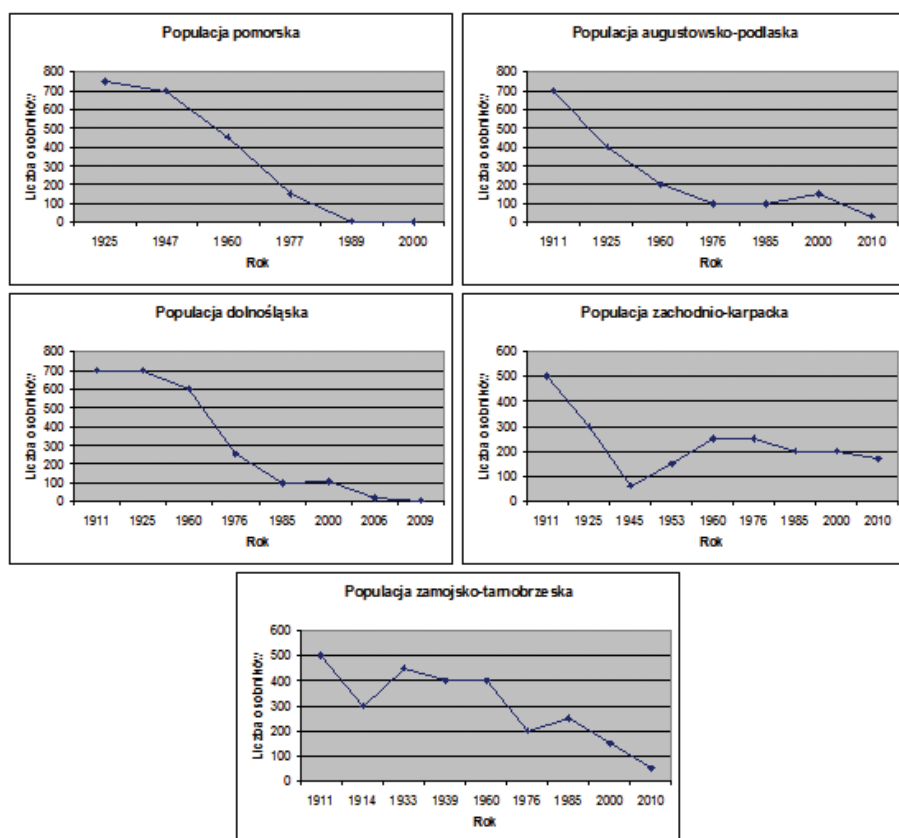 Populacja pomorska
Liczba osobników
800
700
600
500
400
300
200
100
0
1925 1947 1960 1977 1989 2000
Rok
Populacja augustowsko-podlaska
Liczba osobników
800
700
600
500
400
300
200
100
0
1911 1925 1960 1976 1985 2000 2010
Rok
Populacja dolnośląska
Liczba osobników
800
700
600
500
400
300
200
100
0
1911 1925 1960 1976 1985 2000 2006 2009
Rok
Populacja zachodnio-karpacka
Liczba osobników
600
500
400
300
200
100
0
1911 1925 1945 1953 1960 1976 1985 2000 2010
Rok
Populacja zamojsko-tarnobrzeska
Liczba osobników
600
500
400
300
200
100
0
1911 1914 1933 1939 1960 1976 1985 2000 2010
Rok